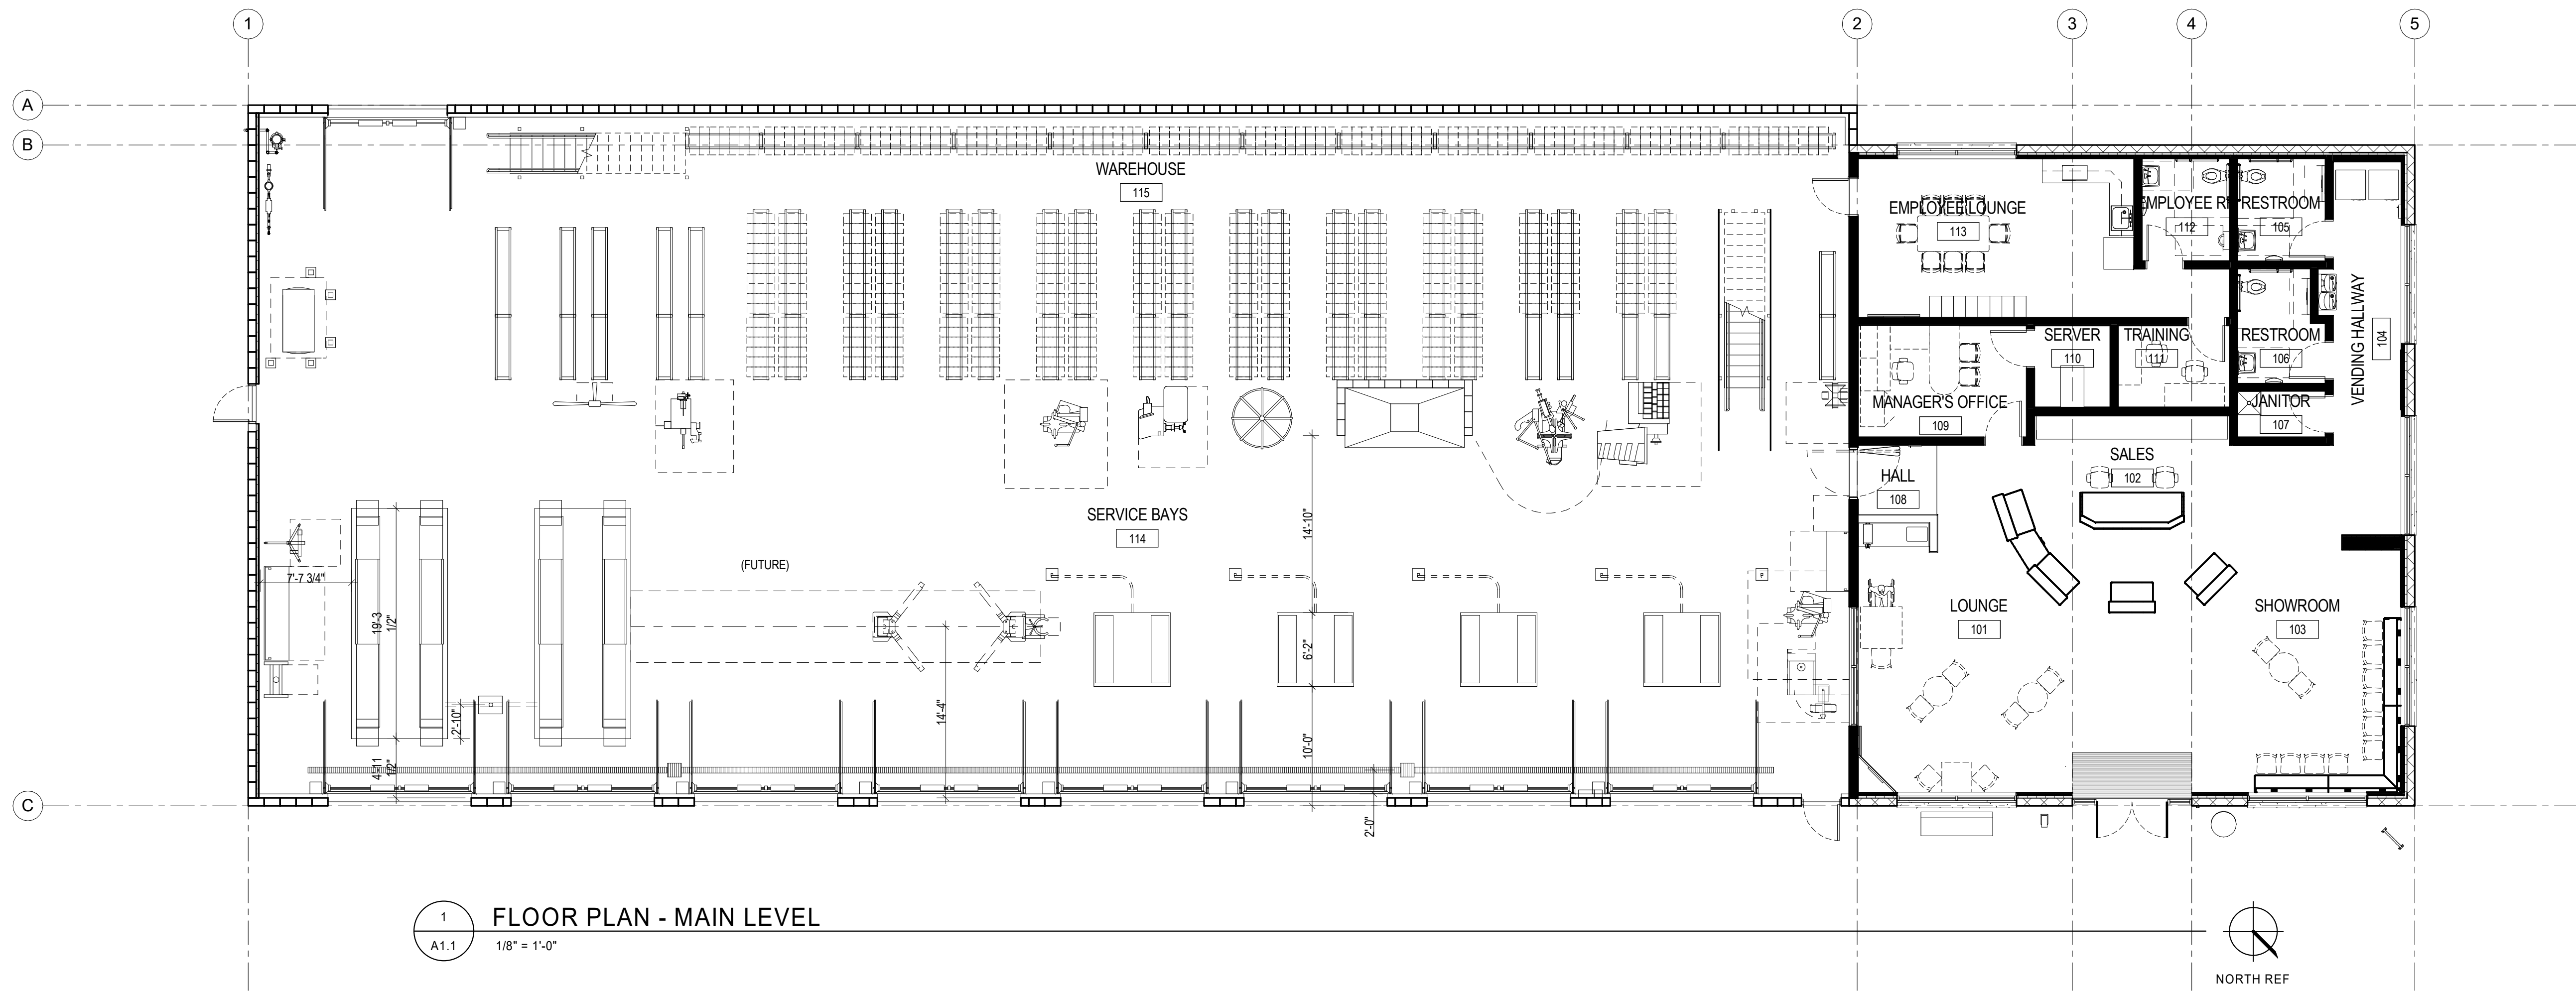 1
2
3
4
5
A
B
C
WAREHOUSE
115
EMPLOYEE LOUNGE
113
EMPLOYEE R
112
RESTROOM
105
VENDING HALLWAY
104
SERVER
110
TRAINING
111
RESTROOM
106
MANAGER'S OFFICE
109
JANITOR
107
SALES
102
HALL
108
SERVICE BAYS
114
14'-10"
(FUTURE)
7'-7 3/4"
19'-3
1/2"
6'-2"
LOUNGE
101
SHOWROOM
103
2'-10"
14'-4"
10'-0"
4'-11
1/2"
2'-0"
1
A1.1
FLOOR PLAN - MAIN LEVEL
1/8" = 1'-0"
NORTH REF